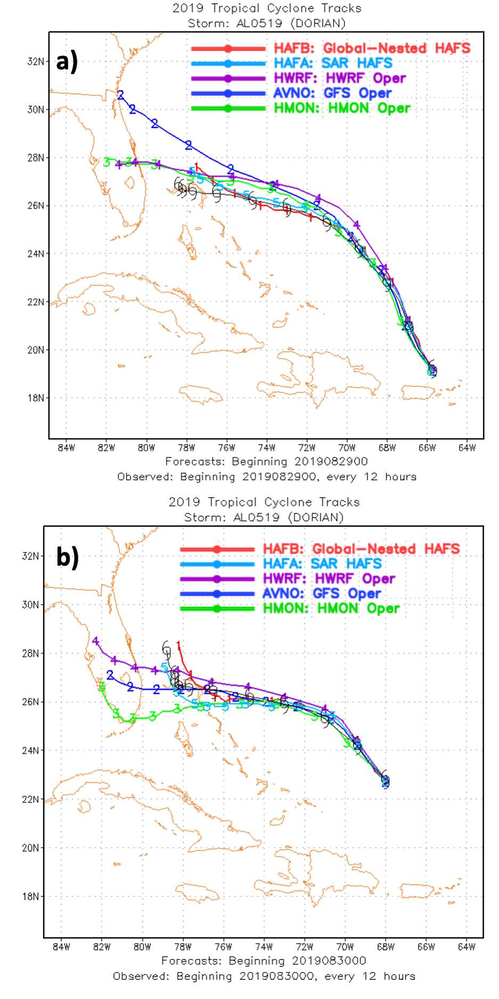 2019 Tropical Cyclone Tracks
Storm: AL0519 (DORIAN)
a)
HAFB: Global-Nested HAFS
HAFA: SAR HAFS
HWRF: HWRF Oper
AVNO: GFS Oper
HMON: HMON Oper
32N
30N
28N
26N
24N
22N
20N
18N
84W 82W 80W 78W 76W 74W 72W 70W 68W 66W 64W
Forecasts: Beginning 2019082900
Observed: Beginning 2019082900, every 12 hours
2019 Tropical Cyclone Tracks
Storm: AL0519 (DORIAN)
b)
HAFB: Global-Nested HAFS
HAFA: SAR HAFS
HWRF: HWRF Oper
AVNO: GFS Oper
HMON: HMON Oper
32N
30N
28N
26N
24N
22N
20N
18N
84W 82W 80W 78W 76W 74W 72W 70W 68W 66W 64W
Forecasts: Beginning 2019083000
Observed: Beginning 2019083000, every 12 hours